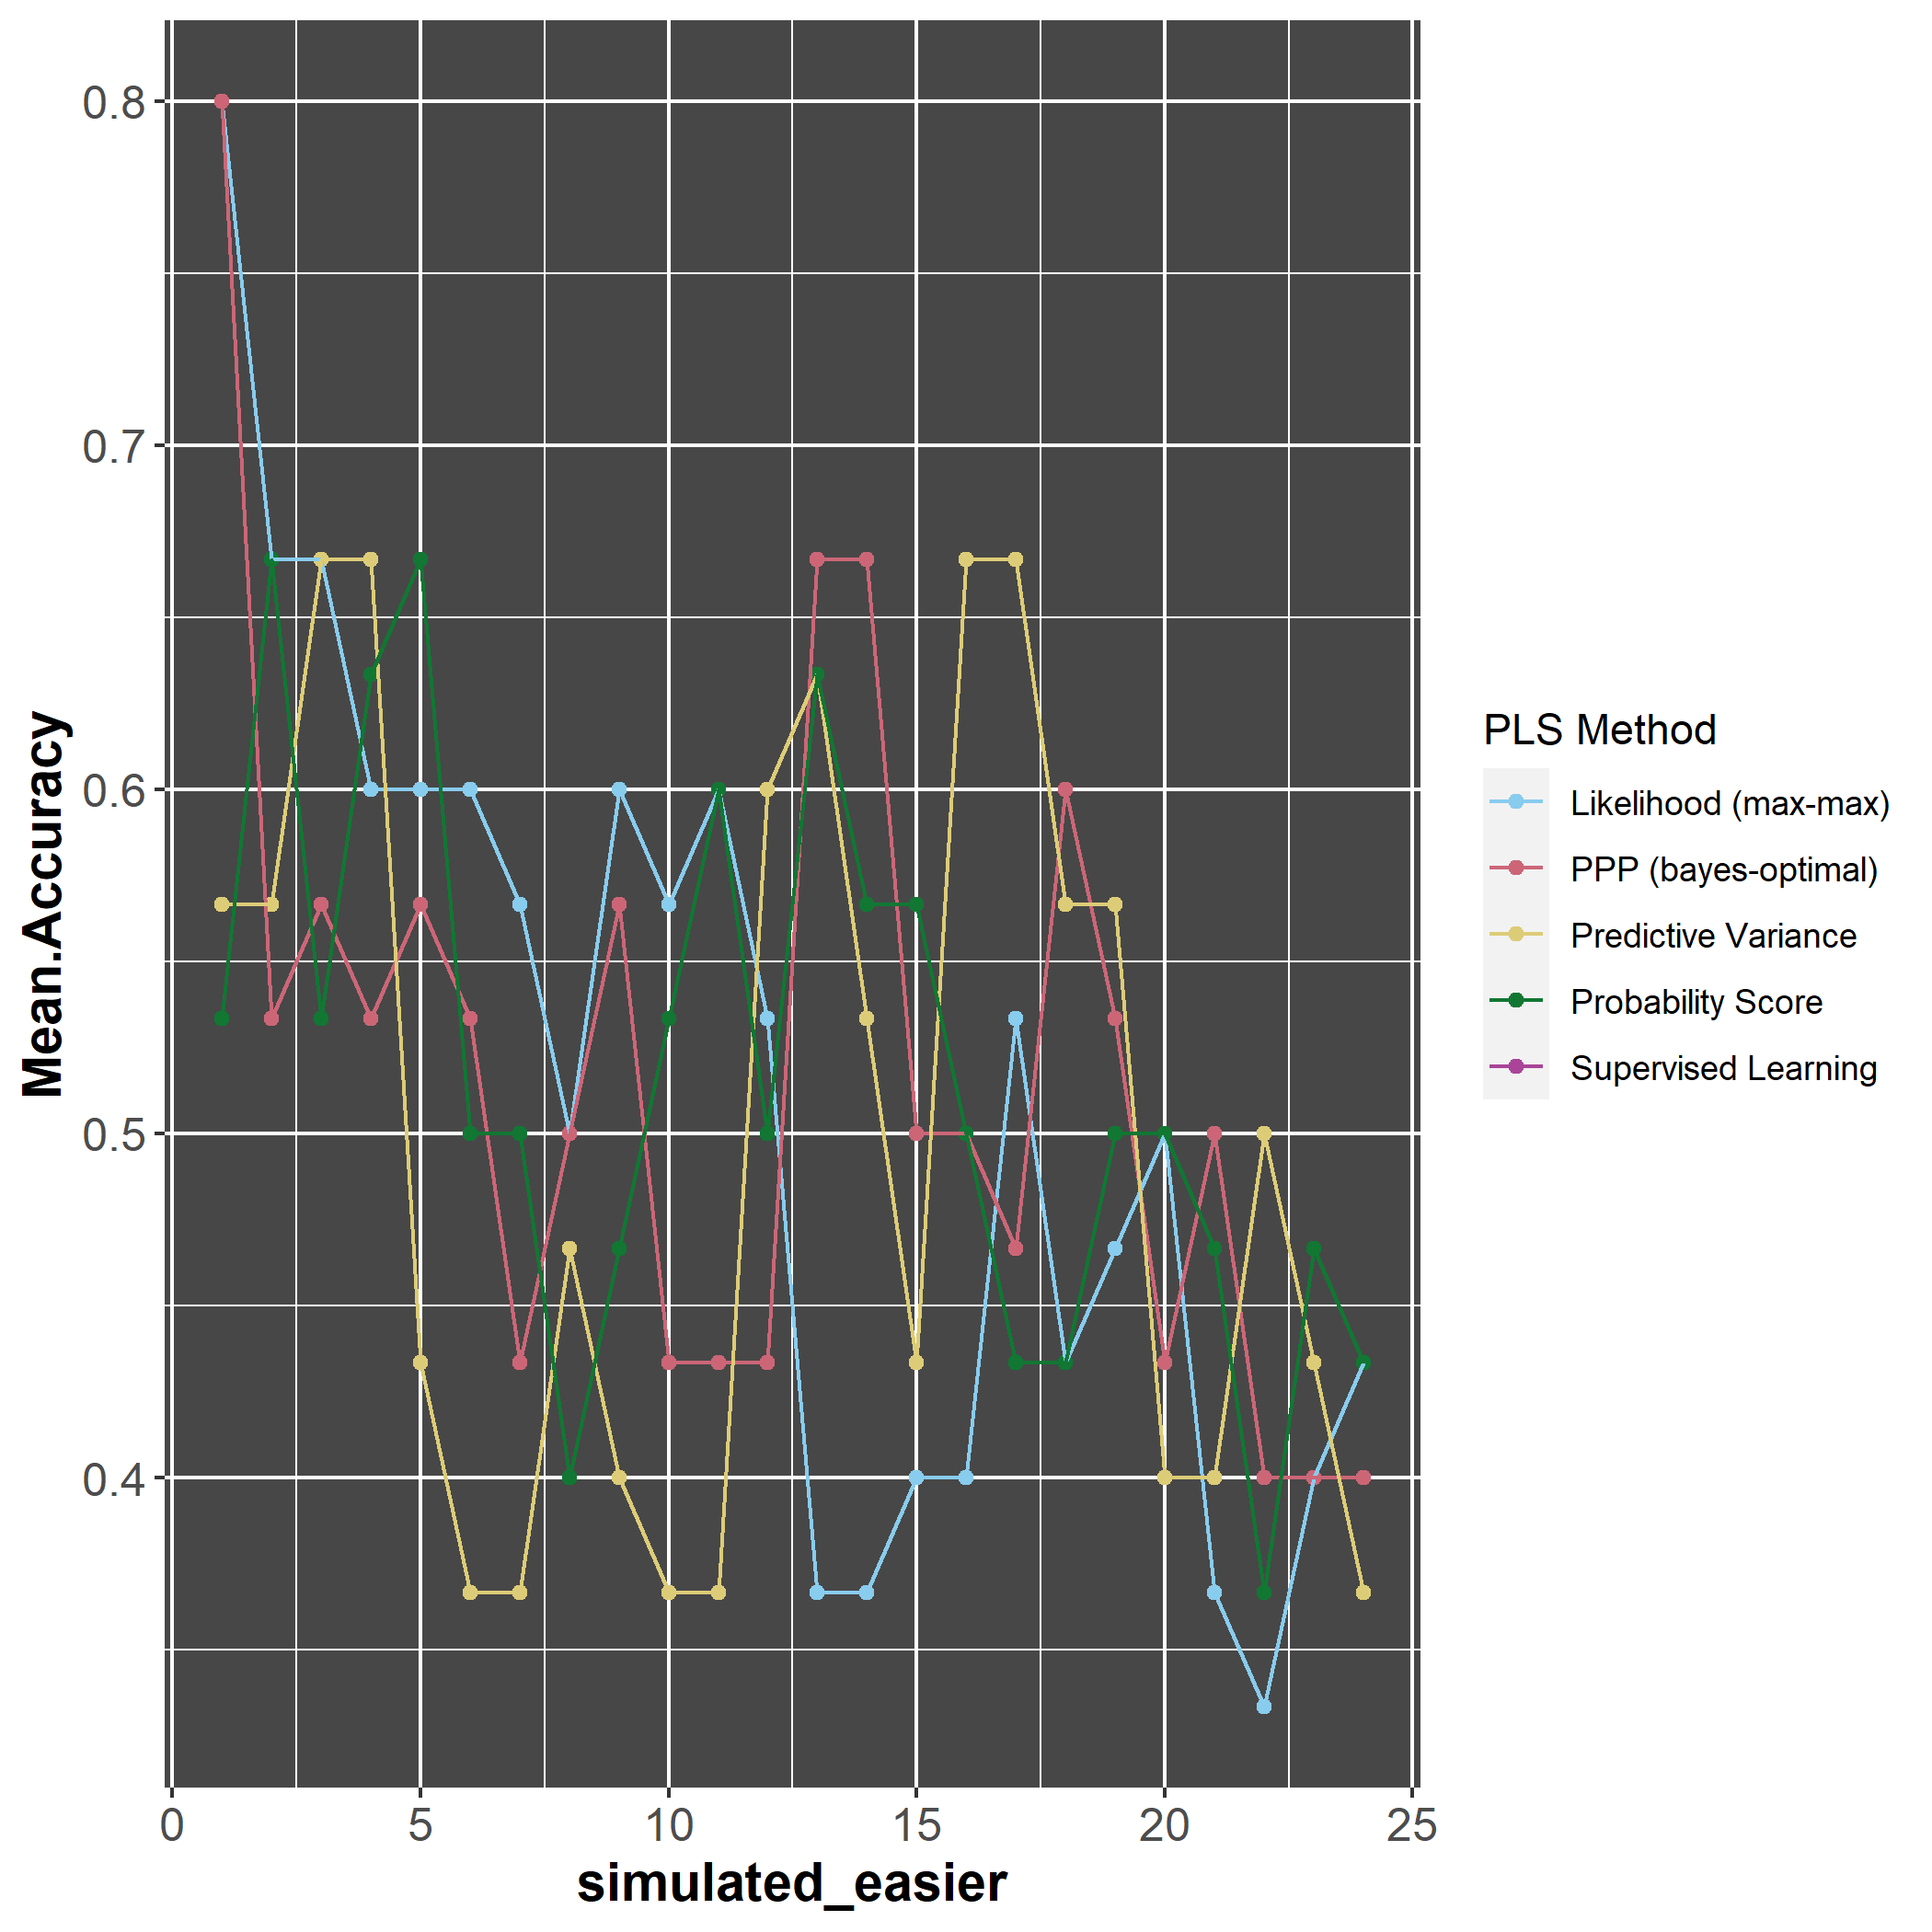 Mean.Accuracy
0.8
0.7
0.6
0.5
0.4
0 5 10 15 20 25
simulated_easier
PLS Method
Likelihood (max-max)
PPP (bayes-optimal)
Predictive Variance
Probability Score
Supervised Learning